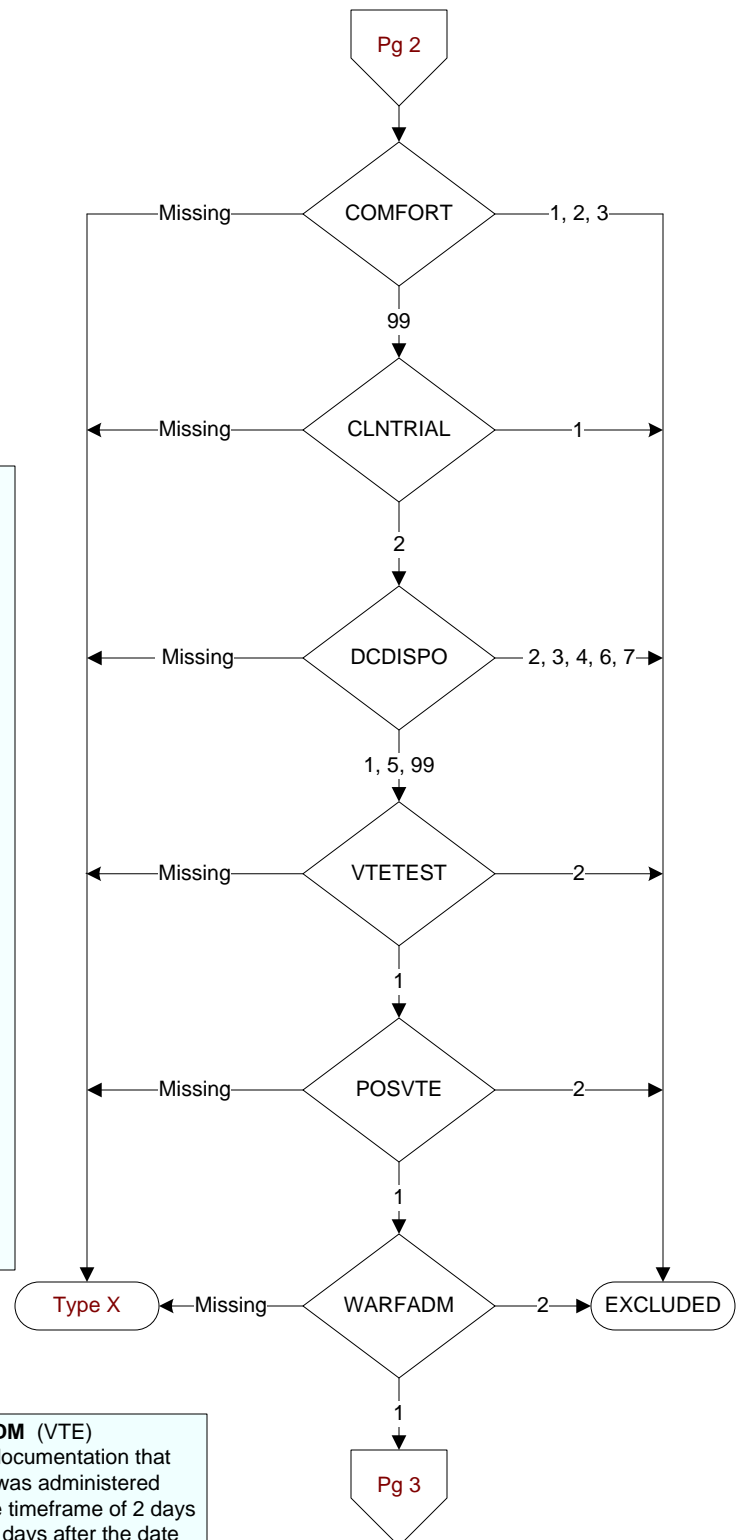 Pg 2
COMFORT
Missing
1, 2, 3
99
CLNTRIAL
Missing
1
2
DCDISPO
Missing
2, 3, 4, 6, 7
1, 5, 99
VTETEST
Missing
2
1
POSVTE
Missing
2
1
Type X
Missing
WARFADM
2
EXCLUDED
1
Pg 3
(VTE)
documentation that
was administered
timeframe of 2 days
days after the date